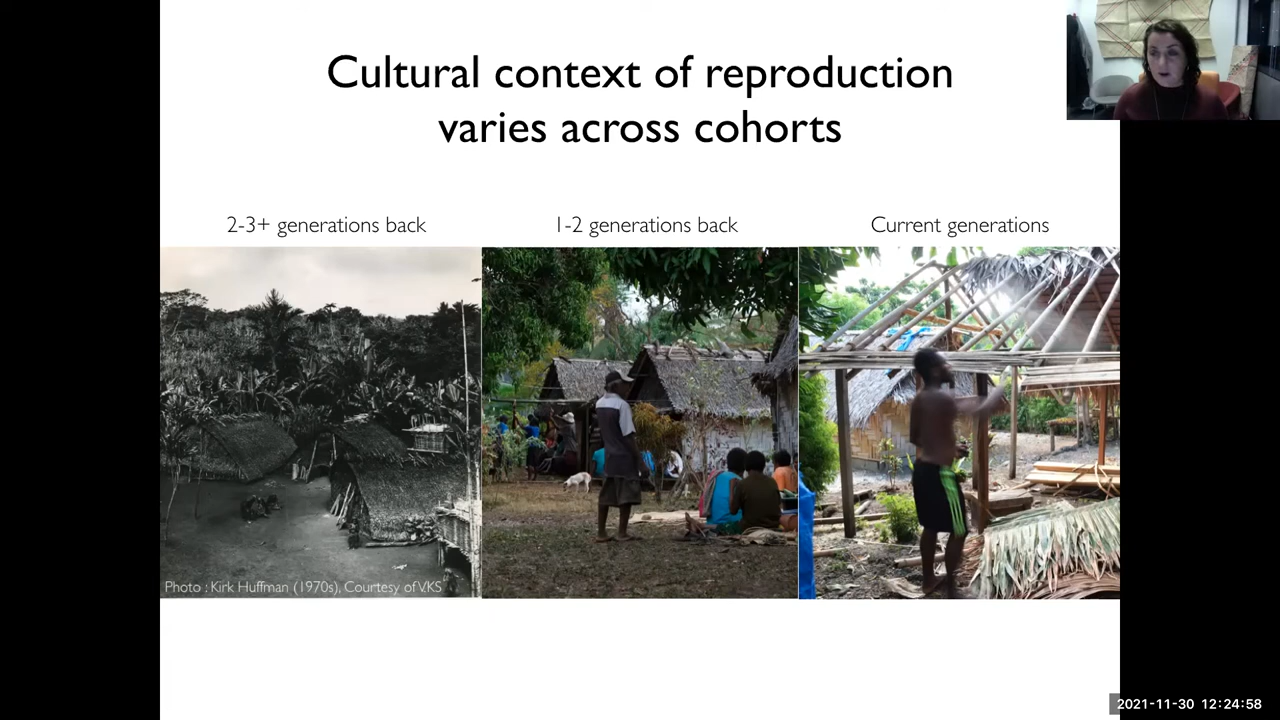 Cultural context of reproduction
varies across cohorts
2-3+ generations back
1-2 generations back
Current generations
Photo : Kirk Huffman (1970s), Courtesy of VKS
2021-11-30 12:24:58